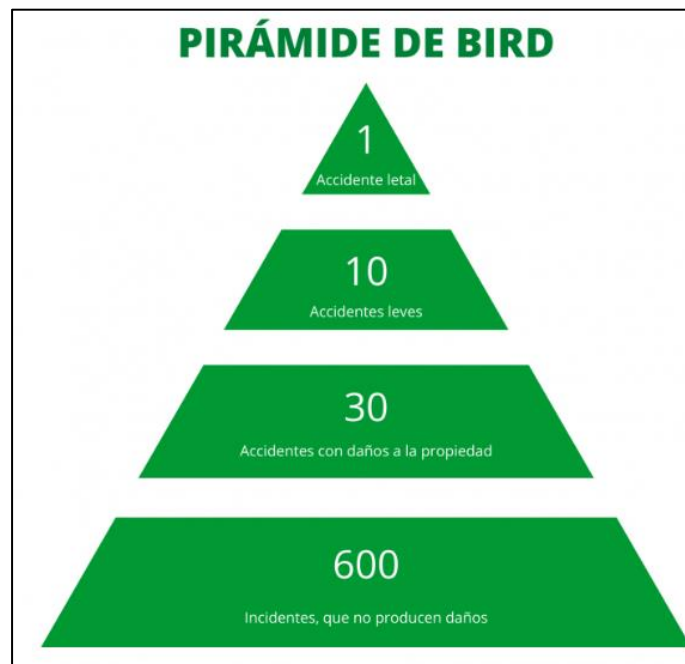 PIRÁMIDE DE BIRD
1
Accidente letal
10
Accidentes leves
30
Accidentes con daños a la propiedad
600
Incidentes, que no producen daños